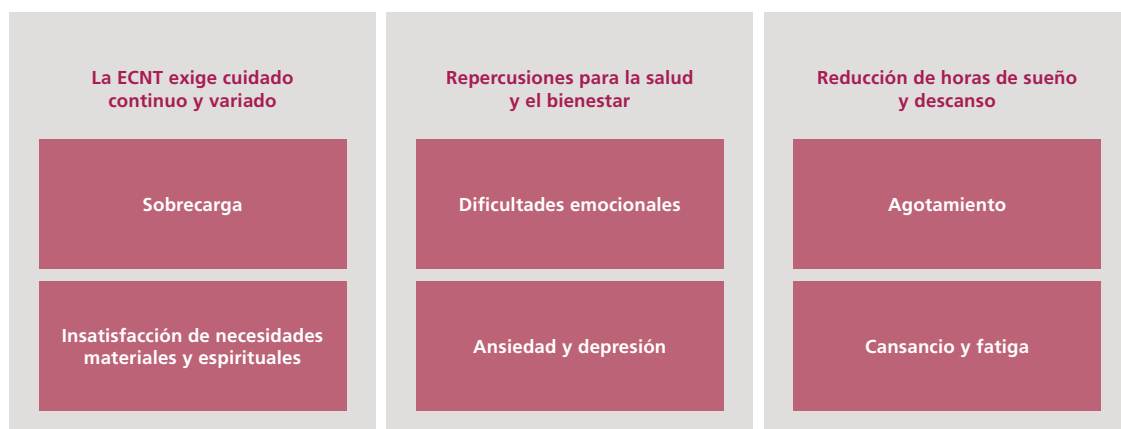 La ECNT exige cuidado
continuo y variado
Sobrecarga
Insatisfacción de necesidades
materiales y espirituales
Repercusiones para la salud
y el bienestar
Dificultades emocionales
Ansiedad y depresión
Reducción de horas de sueño
y descanso
Agotamiento
Cansancio y fatiga